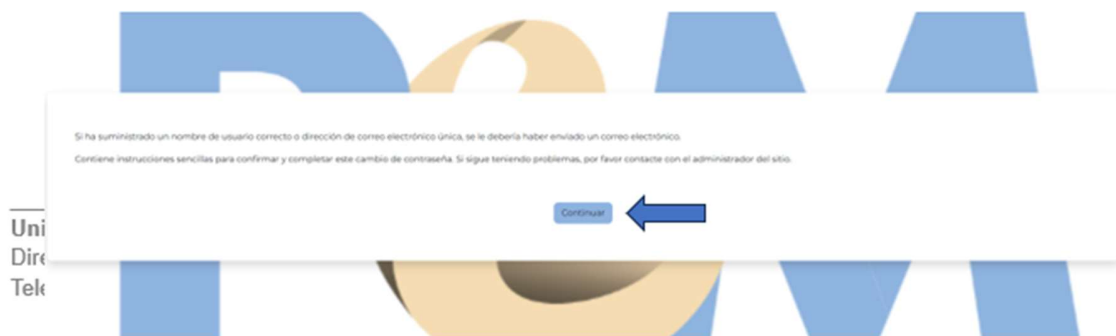 PeM
Si ha suministrado un nombre de usuario correcto o dirección de correo electrónico única, se le debería haber enviado un correo electrónico.
Contiene instrucciones sencillas para confirmar y completar este cambio de contraseña. Si sigue teniendo problemas, por favor contacte con el administrador del sitio.
Continuar
Uni
Dire
Tele